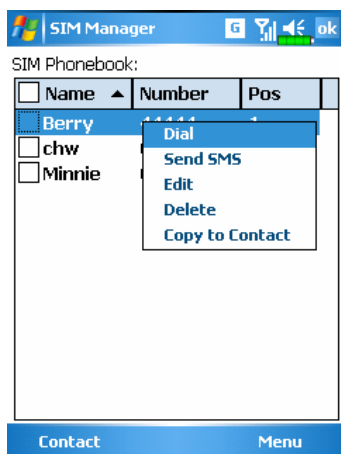 SIM Manager G ok
SIM Phonebook:
Name Number Pos
Berry
Dial
chw
Send SMS
Minnie
Edit
Delete
Copy to Contact
Contact Menu